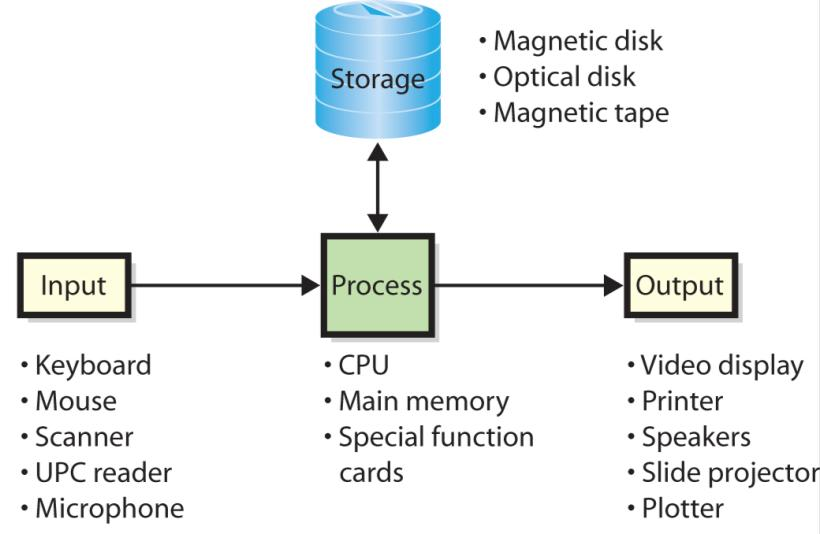 Storage
• Magnetic disk
• Optical disk
• Magnetic tape
Input
Process
Output
• Keyboard
• Mouse
• Scanner
• UPC reader
• Microphone
• CPU
• Main memory
• Special function
cards
• Video display
• Printer
• Speakers
• Slide projector
• Plotter